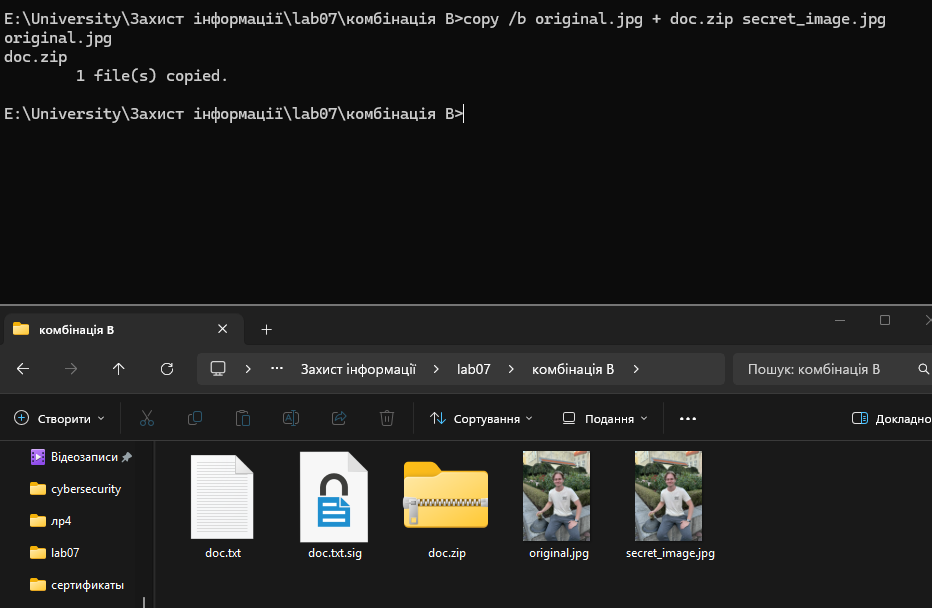 E:\University\Захист інформації\lab07\комбінація В>copy /b original.jpg + doc.zip secret_image.jpg
original.jpg
doc.zip
1 file(s) copied.
E:\University\Захист інформації\lab07\комбінація В>
комбінація В
Захист інформації > lab07 > комбінація В >
Пошук: комбінація В
Створити
Сортування
Подання
Докладно
Відеозаписи
cybersecurity
лр4
lab07
сертификаты
doc.txt
doc.txt.sig
doc.zip
original.jpg
secret_image.jpg